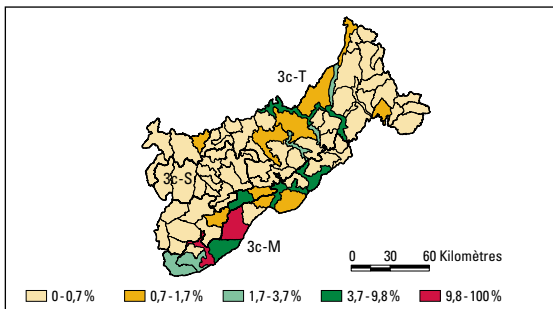 3c-T
3c-S
3c-M
0 30 60 Kilomètres
0 - 0,7 % 0,7 - 1,7 % 1,7 - 3,7 % 3,7 - 9,8 % 9,8 - 100 %